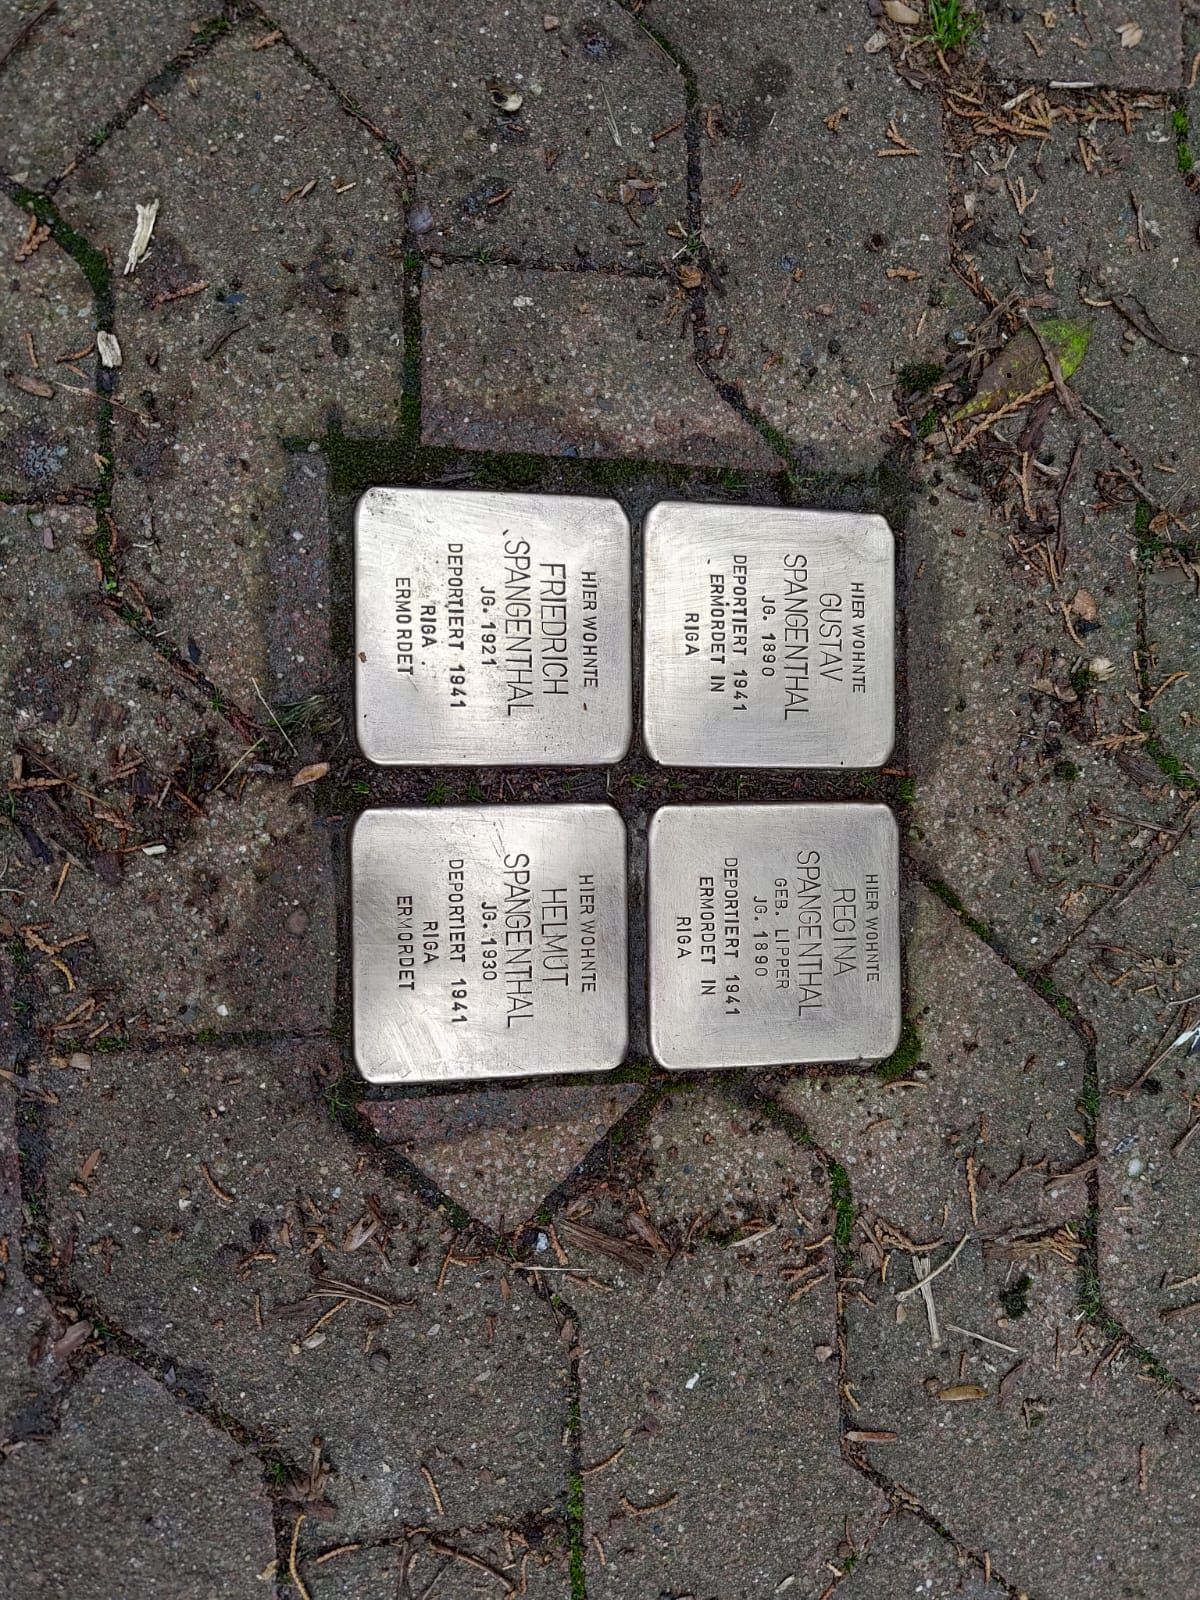 HIER WOHNTE
GUSTAV
SPANGENTHAL
JG. 1890
DEPORTIERT 1941
ERMORDET IN
RIGA
HIER WOHNTE
REGINA
SPANGENTHAL
GEB. LIPPER
JG. 1890
DEPORTIERT 1941
ERMORDET IN
RIGA
HIER WOHNTE
FRIEDRICH
SPANGENTHAL
JG. 1921
DEPORTIERT 1941
RIGA
ERMORDET
HIER WOHNTE
HELMUT
SPANGENTHAL
JG. 1930
DEPORTIERT 1941
RIGA
ERMORDET